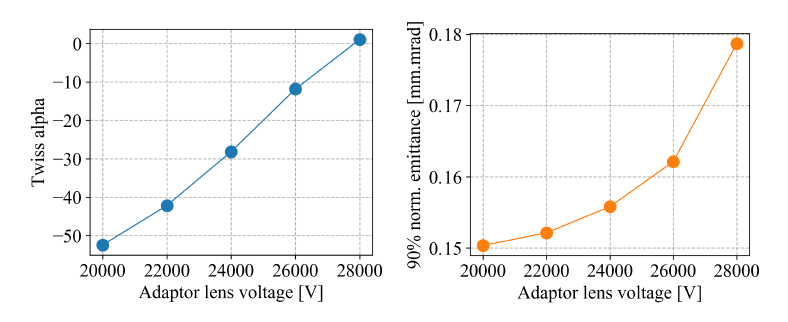 Twiss alpha
0
−10
−20
−30
−40
−50
20000 22000 24000 26000 28000
Adaptor lens voltage [V]
90% norm. emittance [mm.mrad]
0.18
0.17
0.16
0.15
20000 22000 24000 26000 28000
Adaptor lens voltage [V]